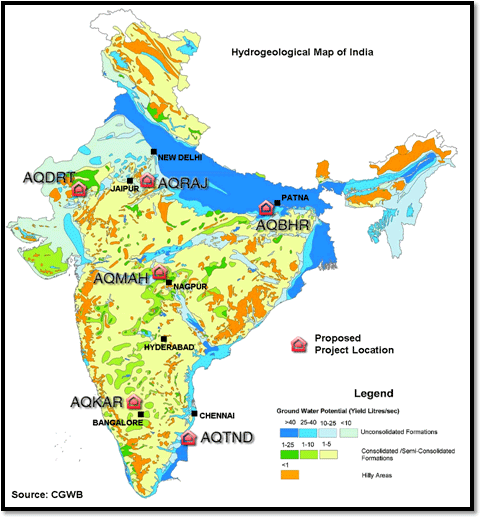 Hydrogeological Map of India
NEW DELHI
AQDRT
JAIPUR
AQRAJ
PATNA
AQBHR
AQMAH
NAGPUR
Proposed
Project Location
HYDERABAD
Legend
AQKAR
Ground Water Potential (Yield Litres/sec)
BANGALORE
CHENNAI
>40 25-40 10-25 <10
Unconsolidated Formations
AQTND
1-25 1-10 1-5
Consolidated /Semi-Consolidated
Formations
<1
Hilly Areas
Source: CGWB